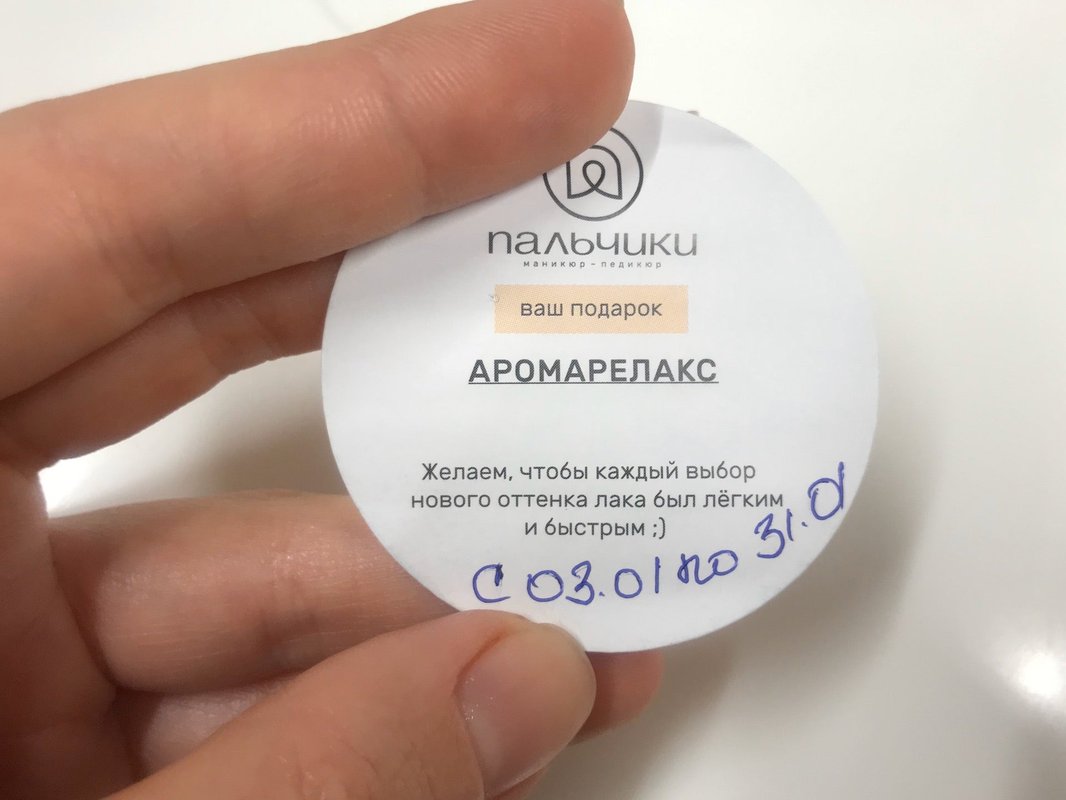 пальчики
маникюр-педикюр
ваш подарок
АРОМАРЕЛАКС
Желаем, чтобы каждый выбор
нового оттенка лака был лёгким
и быстрым ;)
с 03.01 по 31.01